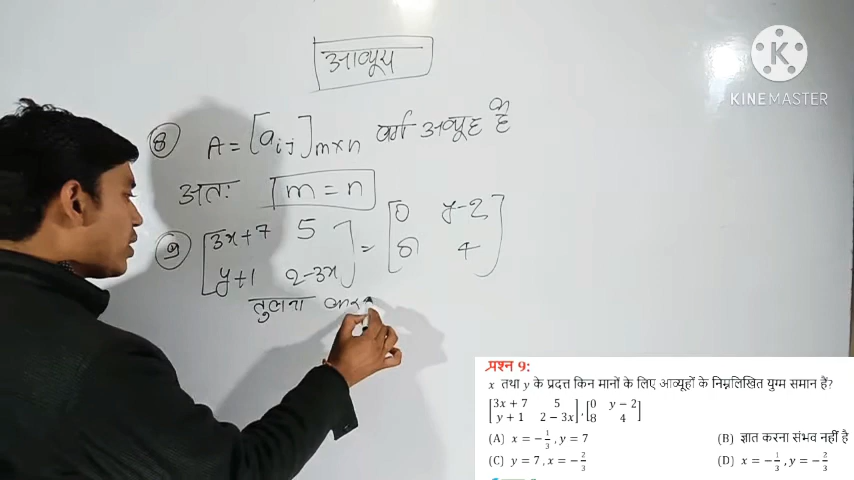 आव्यूह
KINEMASTER
8 A = [aij]m×n वर्ग आव्यूह है
अतः m = n
9 [3x+7 5] = [0 y-2]
[y+1 2-3x] [8 4]
तुलना
प्रश्न 9:
x तथा y के प्रदत्त किन मानों के लिए आव्यूहों के निम्नलिखित युग्म समान हैं?
[3x + 7 5], [0 y − 2]
[y + 1 2 − 3x] [8 4]
(A) x = −1/3 , y = 7 (B) ज्ञात करना संभव नहीं है
(C) y = 7 , x = −2/3 (D) x = −1/3 , y = −2/3